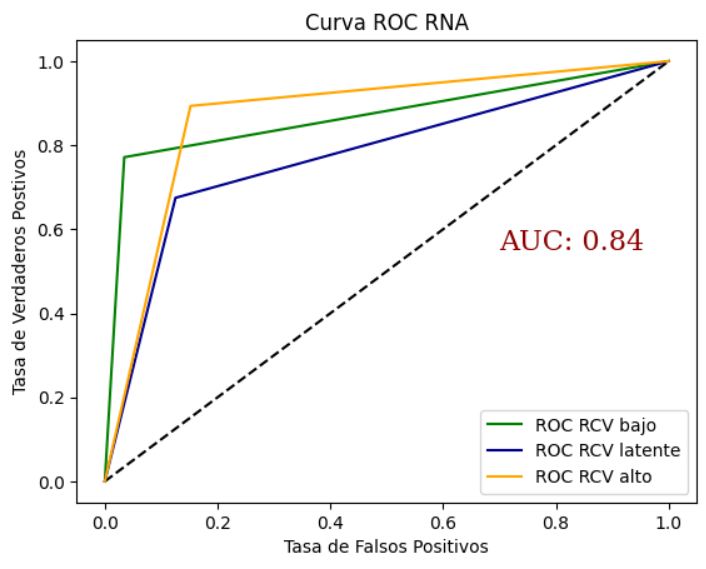 Curva ROC RNA
Tasa de Verdaderos Postivos
1.0
0.8
0.6
0.4
0.2
0.0
AUC: 0.84
ROC RCV bajo
ROC RCV latente
ROC RCV alto
0.0 0.2 0.4 0.6 0.8 1.0
Tasa de Falsos Positivos